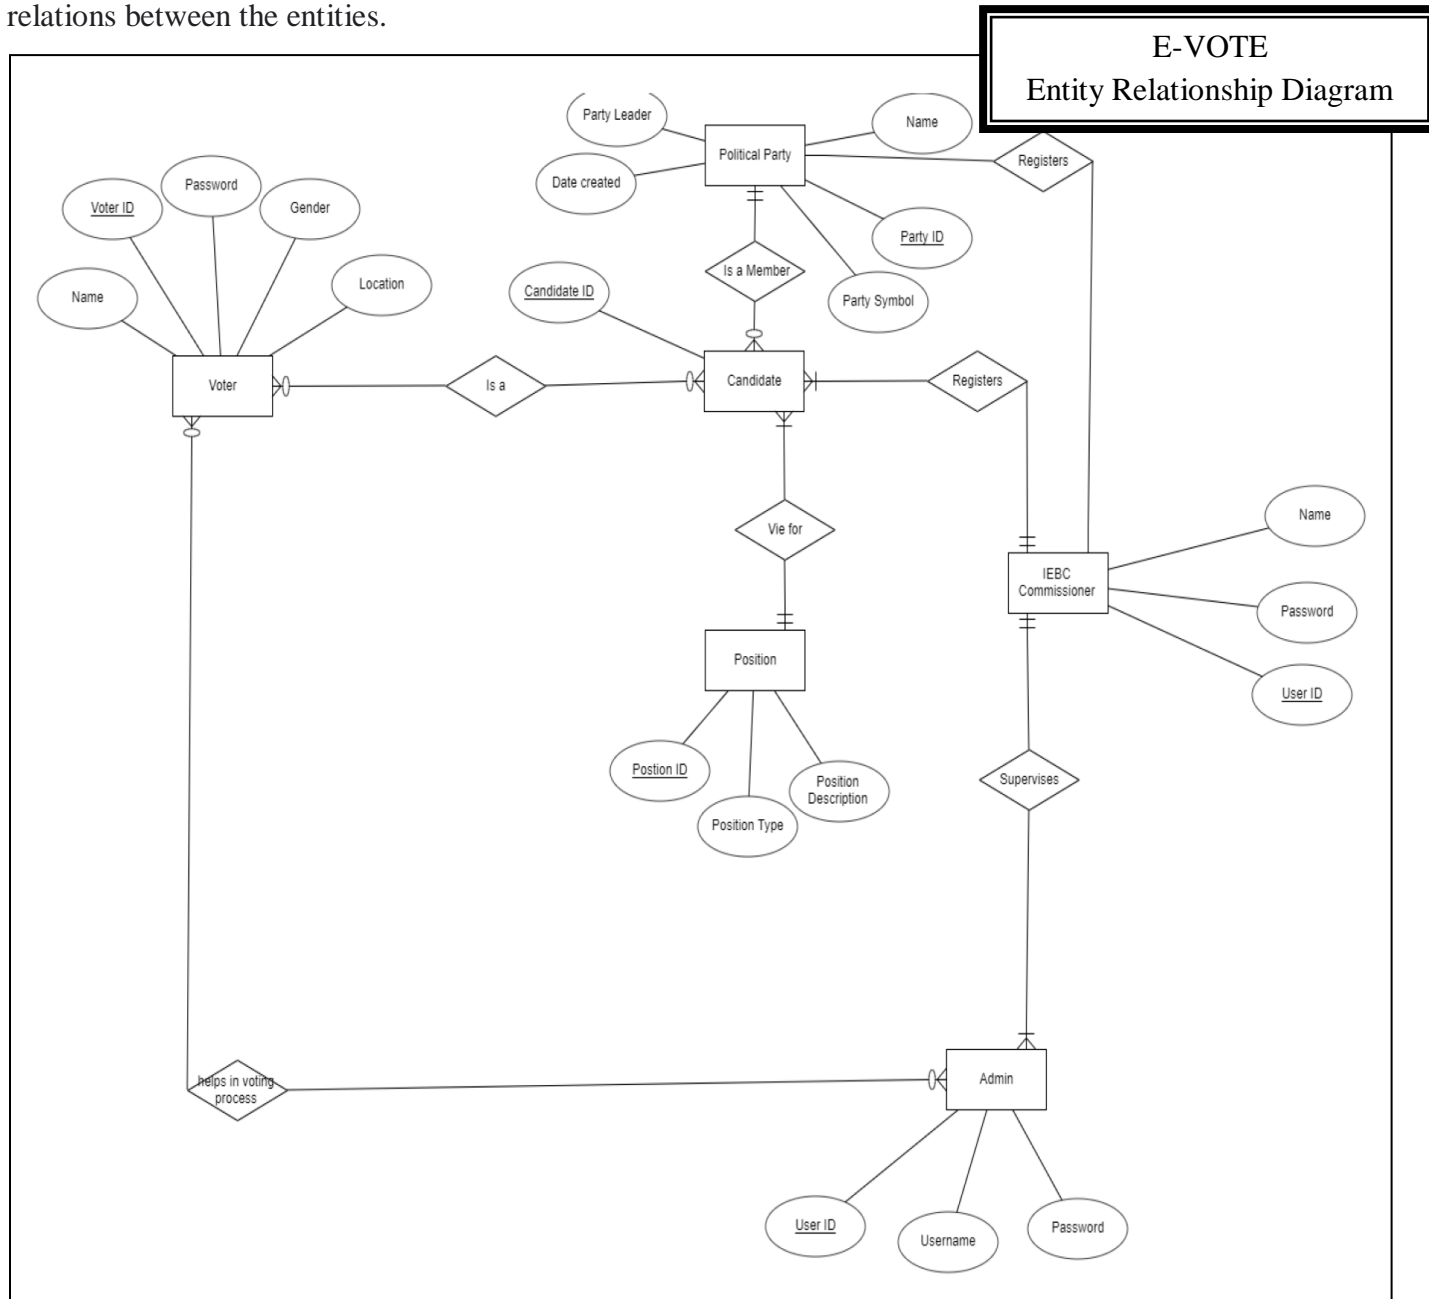 relations between the entities.
E-VOTE
Entity Relationship Diagram
Party Leader
Name
Political Party
Registers
Date created
Password
Voter ID
Gender
Party ID
Is a Member
Name
Location
Candidate ID
Party Symbol
Voter
Is a
Candidate
Registers
Vie for
Name
IEBC
Commissioner
Password
Position
User ID
Postion ID
Position
Description
Supervises
Position Type
helps in voting
process
Admin
User ID
Username
Password